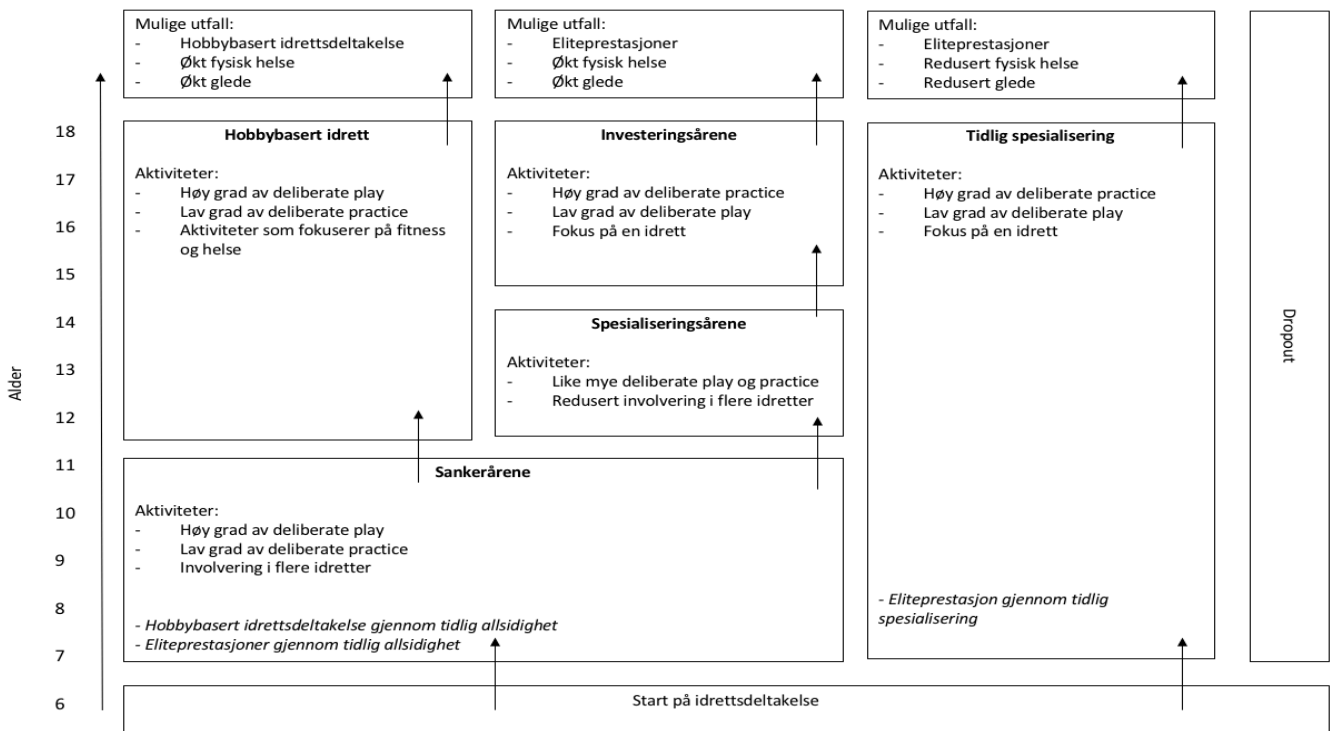 Mulige utfall:
- Hobbybasert idrettsdeltakelse
- Økt fysisk helse
- Økt glede
Mulige utfall:
- Eliteprestasjoner
- Økt fysisk helse
- Økt glede
Mulige utfall:
- Eliteprestasjoner
- Redusert fysisk helse
- Redusert glede
Hobbybasert idrett
Aktiviteter:
- Høy grad av deliberate play
- Lav grad av deliberate practice
- Aktiviteter som fokuserer på fitness
og helse
Investeringsårene
Aktiviteter:
- Høy grad av deliberate practice
- Lav grad av deliberate play
- Fokus på en idrett
Tidlig spesialisering
Aktiviteter:
- Høy grad av deliberate practice
- Lav grad av deliberate play
- Fokus på en idrett
- Eliteprestasjon gjennom tidlig
spesialisering
Spesialiseringsårene
Aktiviteter:
- Like mye deliberate play og practice
- Redusert involvering i flere idretter
Sankerårene
Aktiviteter:
- Høy grad av deliberate play
- Lav grad av deliberate practice
- Involvering i flere idretter
- Hobbybasert idrettsdeltakelse gjennom tidlig allsidighet
- Eliteprestasjoner gjennom tidlig allsidighet
Start på idrettsdeltakelse
Dropout
Alder
18
17
16
15
14
13
12
11
10
9
8
7
6